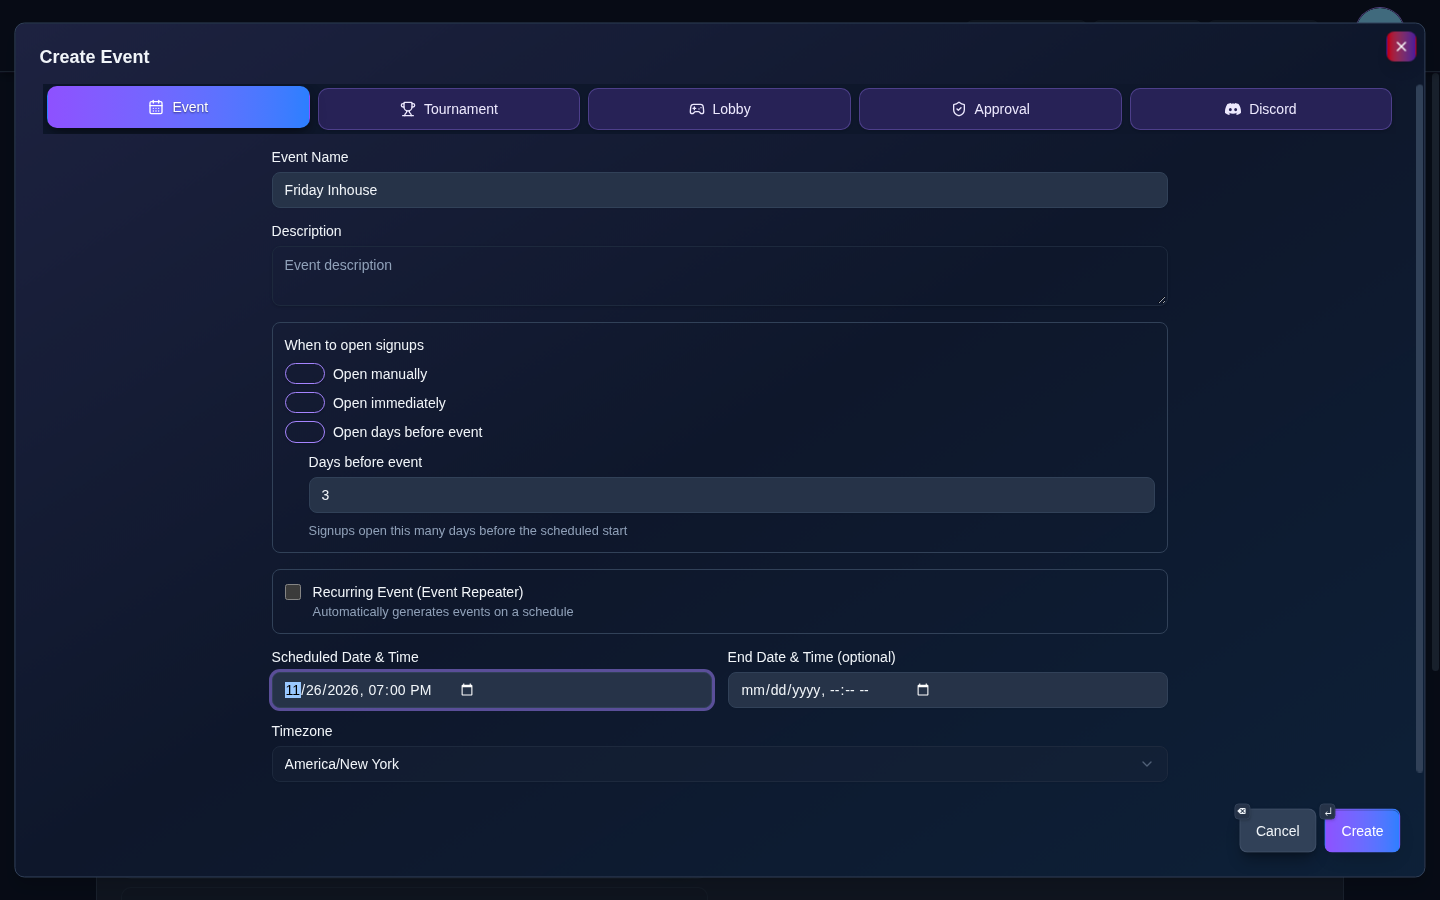 Create Event
Event
Tournament
Lobby
Approval
Discord
Event Name
Friday Inhouse
Description
Event description
When to open signups
Open manually
Open immediately
Open days before event
Days before event
3
Signups open this many days before the scheduled start
Recurring Event (Event Repeater)
Automatically generates events on a schedule
Scheduled Date & Time
End Date & Time (optional)
11/26/2026, 07:00 PM
mm/dd/yyyy, --:-- --
Timezone
America/New York
Cancel
Create